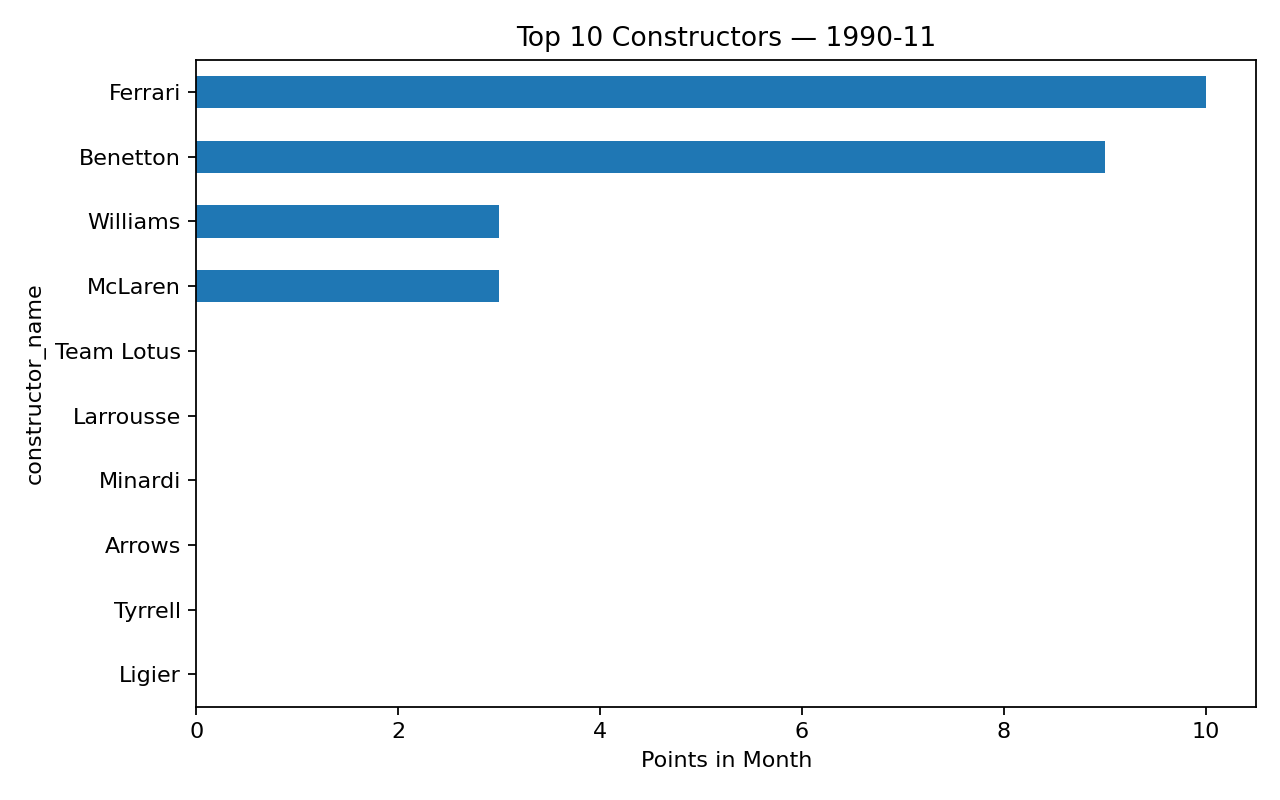 Top 10 Constructors — 1990-11
Ferrari
Benetton
Williams
McLaren
Team Lotus
Larrousse
Minardi
Arrows
Tyrrell
Ligier
constructor_name
0 2 4 6 8 10
Points in Month